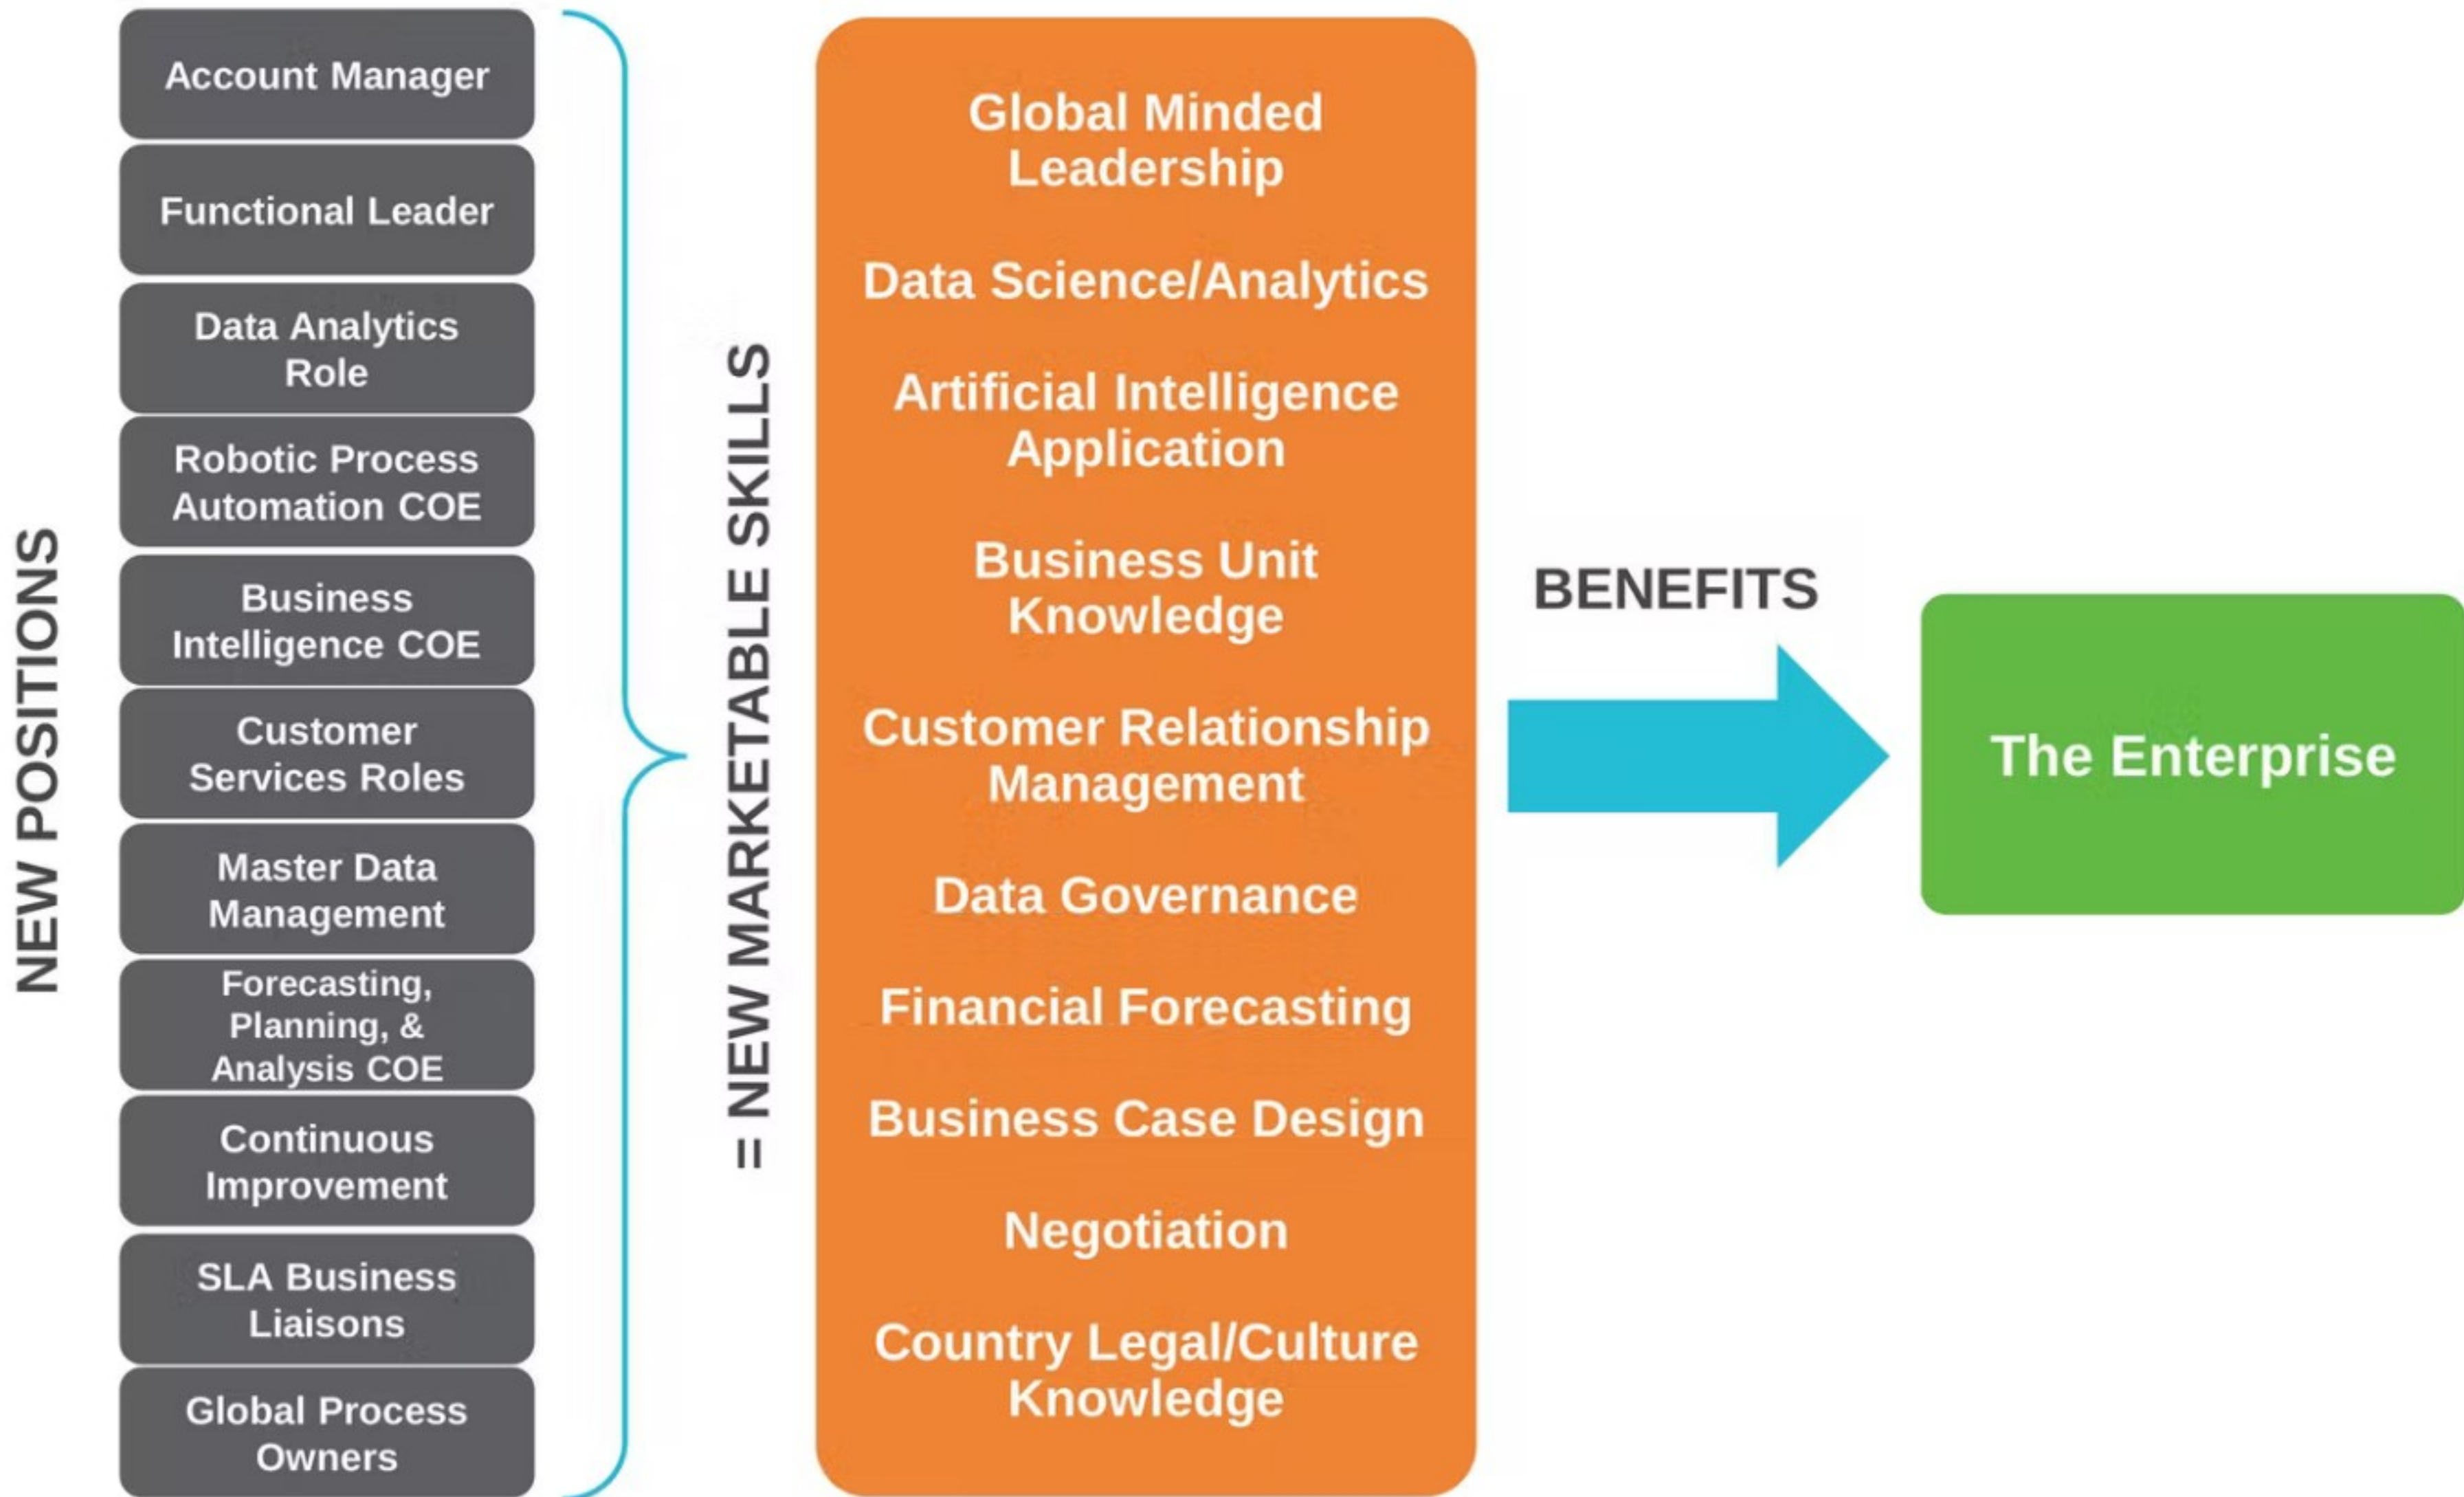 NEW POSITIONS
Account Manager
Functional Leader
Data Analytics
Role
Robotic Process
Automation COE
Business
Intelligence COE
Customer
Services Roles
Master Data
Management
Forecasting,
Planning, &
Analysis COE
Continuous
Improvement
SLA Business
Liaisons
Global Process
Owners
= NEW MARKETABLE SKILLS
Global Minded
Leadership
Data Science/Analytics
Artificial Intelligence
Application
Business Unit
Knowledge
Customer Relationship
Management
Data Governance
Financial Forecasting
Business Case Design
Negotiation
Country Legal/Culture
Knowledge
BENEFITS
The Enterprise